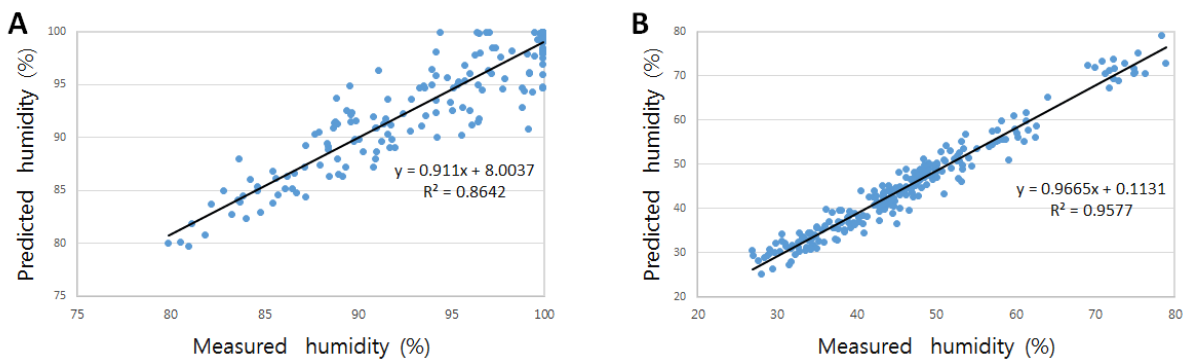 A
100
95
90
85
80
75
Predicted humidity (%)
y = 0.911x + 8.0037
R² = 0.8642
75 80 85 90 95 100
Measured humidity (%)
B
80
70
60
50
40
30
20
Predicted humidity (%)
y = 0.9665x + 0.1131
R² = 0.9577
20 30 40 50 60 70 80
Measured humidity (%)